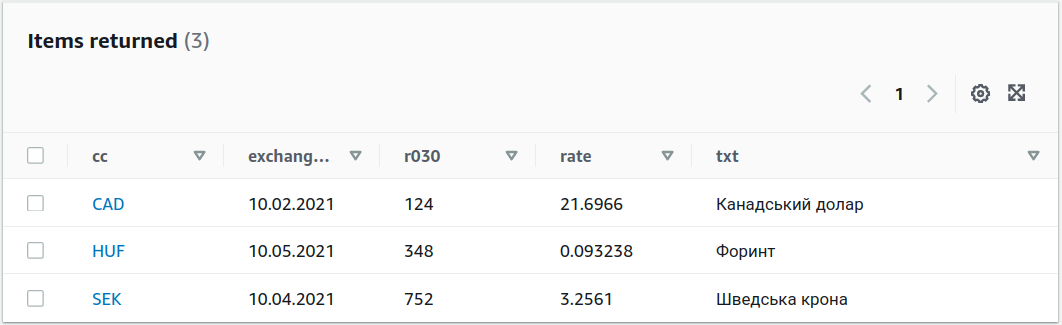 Items returned (3)
1
cc exchang... r030 rate txt
CAD 10.02.2021 124 21.6966 Канадський долар
HUF 10.05.2021 348 0.093238 Форинт
SEK 10.04.2021 752 3.2561 Шведська крона